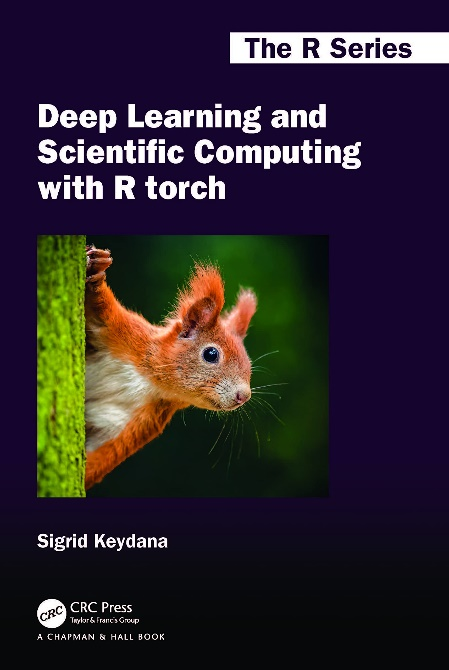 The R Series
Deep Learning and
Scientific Computing
with R torch
Sigrid Keydana
CRC
CRC Press
Taylor & Francis Group
A CHAPMAN & HALL BOOK